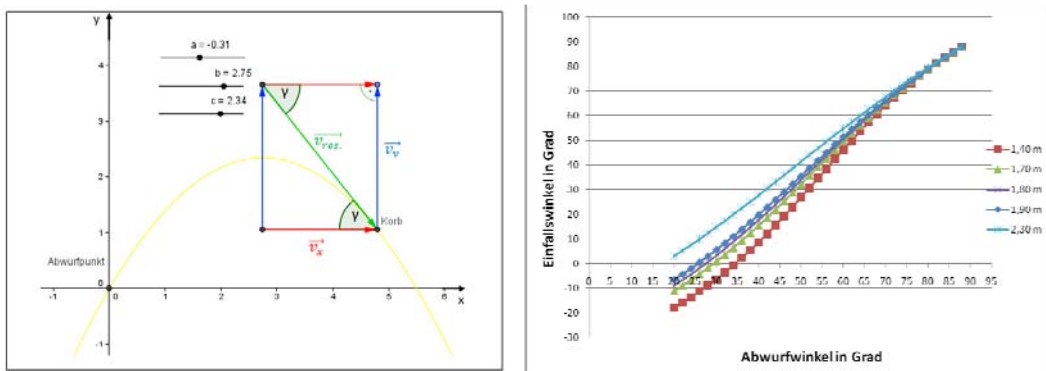 y
a = -0.31
b = 2.75
c = 2.34
4
3
2
1
0
-1
γ
v_res.
v_y
γ
Korb
v_x
Abwurfpunkt
-1 0 1 2 3 4 5 6
x
100
90
80
70
60
50
40
30
20
10
0
-10
-20
-30
0 5 10 15 20 25 30 35 40 45 50 55 60 65 70 75 80 85 90 95
Einfallswinkel in Grad
Abwurfwinkel in Grad
1,40 m
1,70 m
1,80 m
1,90 m
2,30 m